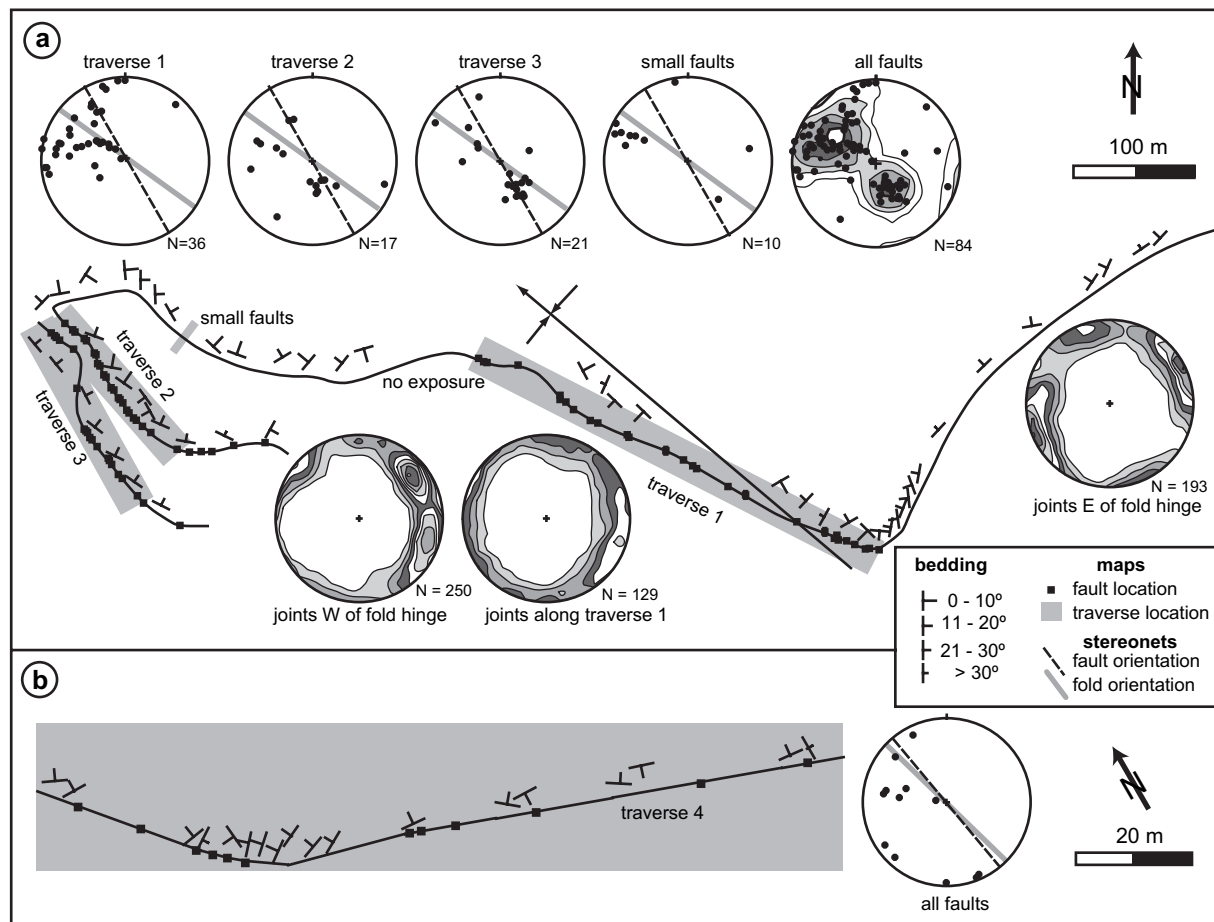 a
traverse 1
traverse 2
traverse 3
small faults
all faults
N
N=36
N=17
N=21
N=10
N=84
100 m
small faults
traverse 2
no exposure
traverse 3
traverse 1
N = 250
joints W of fold hinge
N = 129
joints along traverse 1
N = 193
joints E of fold hinge
bedding
0 - 10º
11 - 20º
21 - 30º
> 30º
maps
fault location
traverse location
stereonets
fault orientation
fold orientation
b
traverse 4
all faults
N
20 m